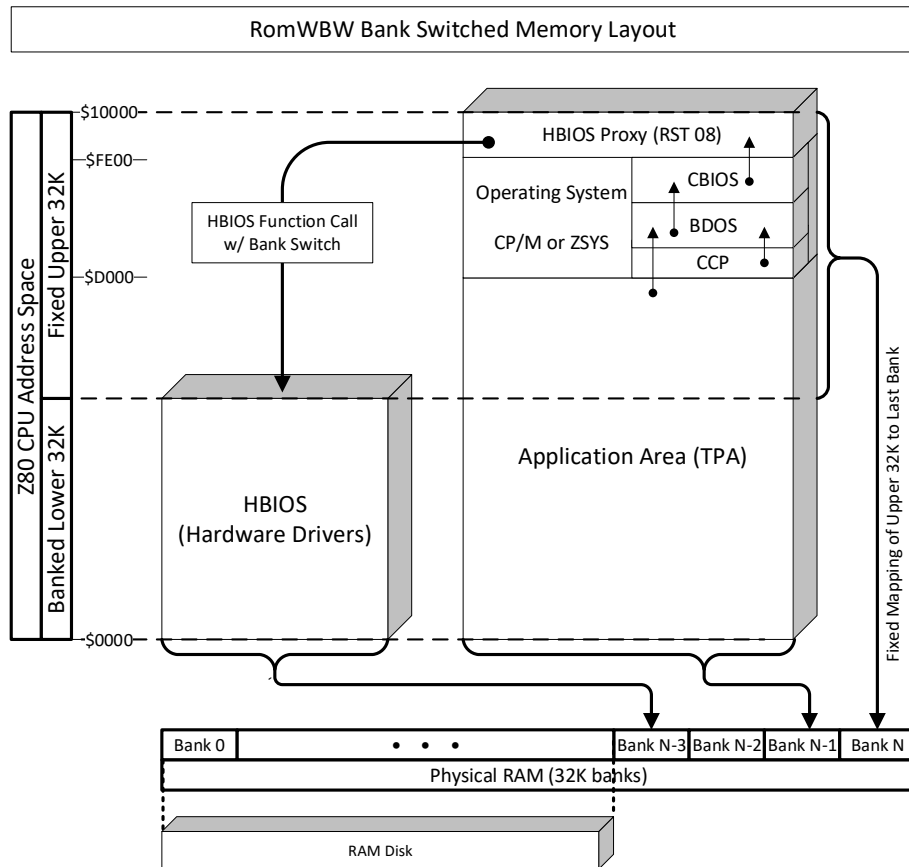 RomWBW Bank Switched Memory Layout
$10000
HBIOS Proxy (RST 08)
$FE00
CBIOS
Operating System
HBIOS Function Call
w/ Bank Switch
BDOS
CP/M or ZSYS
CCP
$D000
Z80 CPU Address Space
Fixed Upper 32K
Banked Lower 32K
Application Area (TPA)
HBIOS
(Hardware Drivers)
Fixed Mapping of Upper 32K to Last Bank
$0000
Bank 0
• • •
Bank N-3
Bank N-2
Bank N-1
Bank N
Physical RAM (32K banks)
RAM Disk